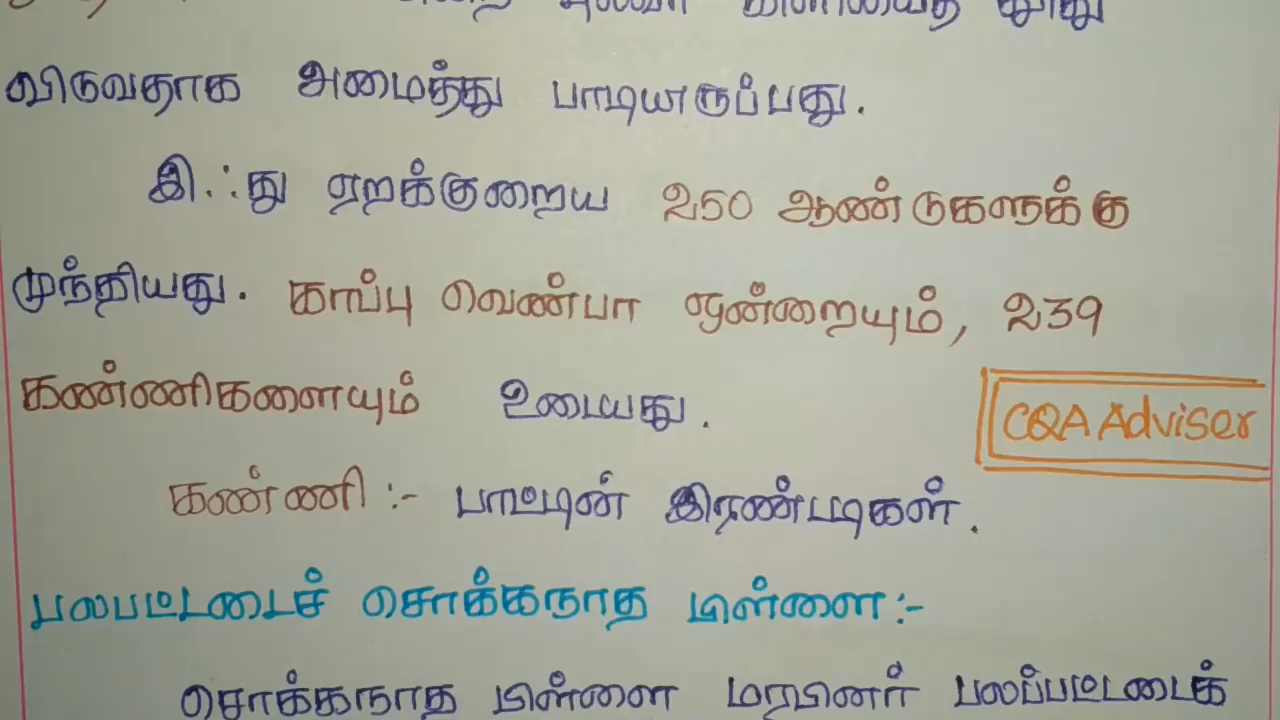 கிளியைத் தூது
விடுவதாக அமைத்து பாடியிருப்பது.
இஃது ஏறக்குறைய 250 ஆண்டுகளுக்கு
முந்தியது. காப்பு வெண்பா ஒன்றையும், 239
கண்ணிகளையும் உடையது.
CQA Adviser
கண்ணி :- பாட்டின் இரண்டடிகள்.
பலபட்டடைச் சொக்கநாத பிள்ளை :-
சொக்கநாத பிள்ளை மரபினர் பலப்பட்டடைக்